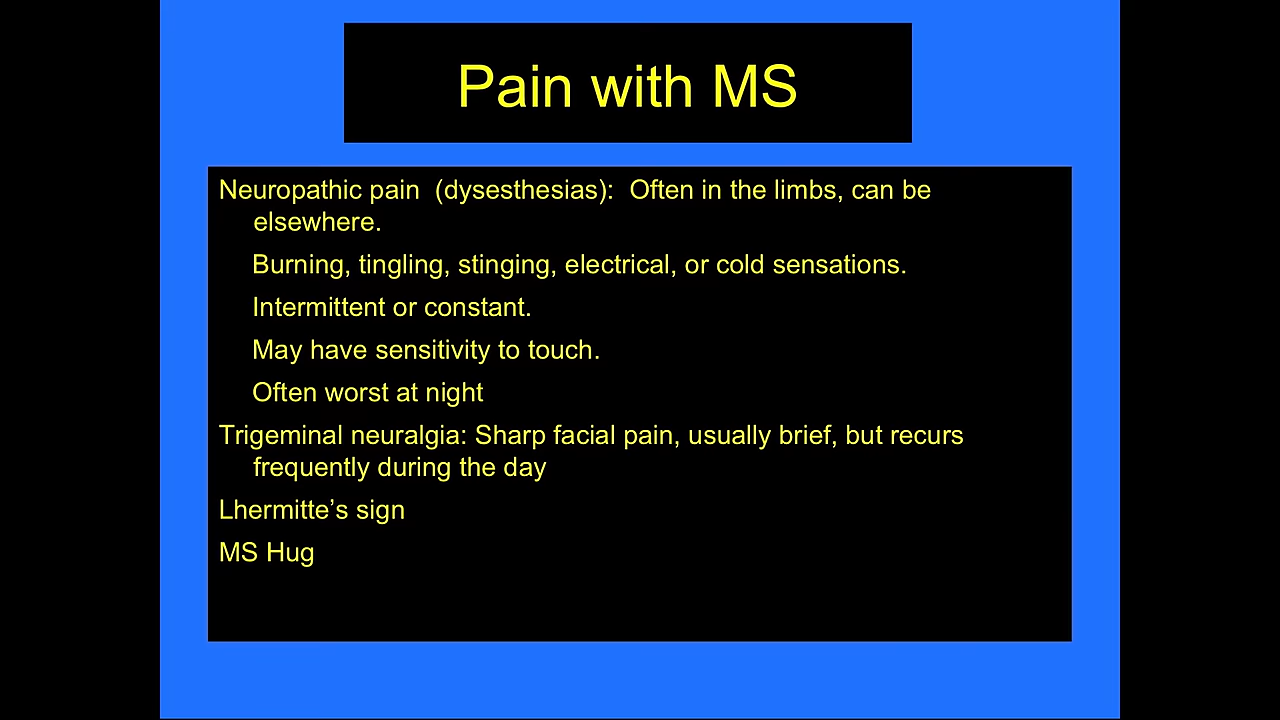 Pain with MS
Neuropathic pain  (dysesthesias):  Often in the limbs, can be
elsewhere.
Burning, tingling, stinging, electrical, or cold sensations.
Intermittent or constant.
May have sensitivity to touch.
Often worst at night
Trigeminal neuralgia: Sharp facial pain, usually brief, but recurs
frequently during the day
Lhermitte’s sign
MS Hug